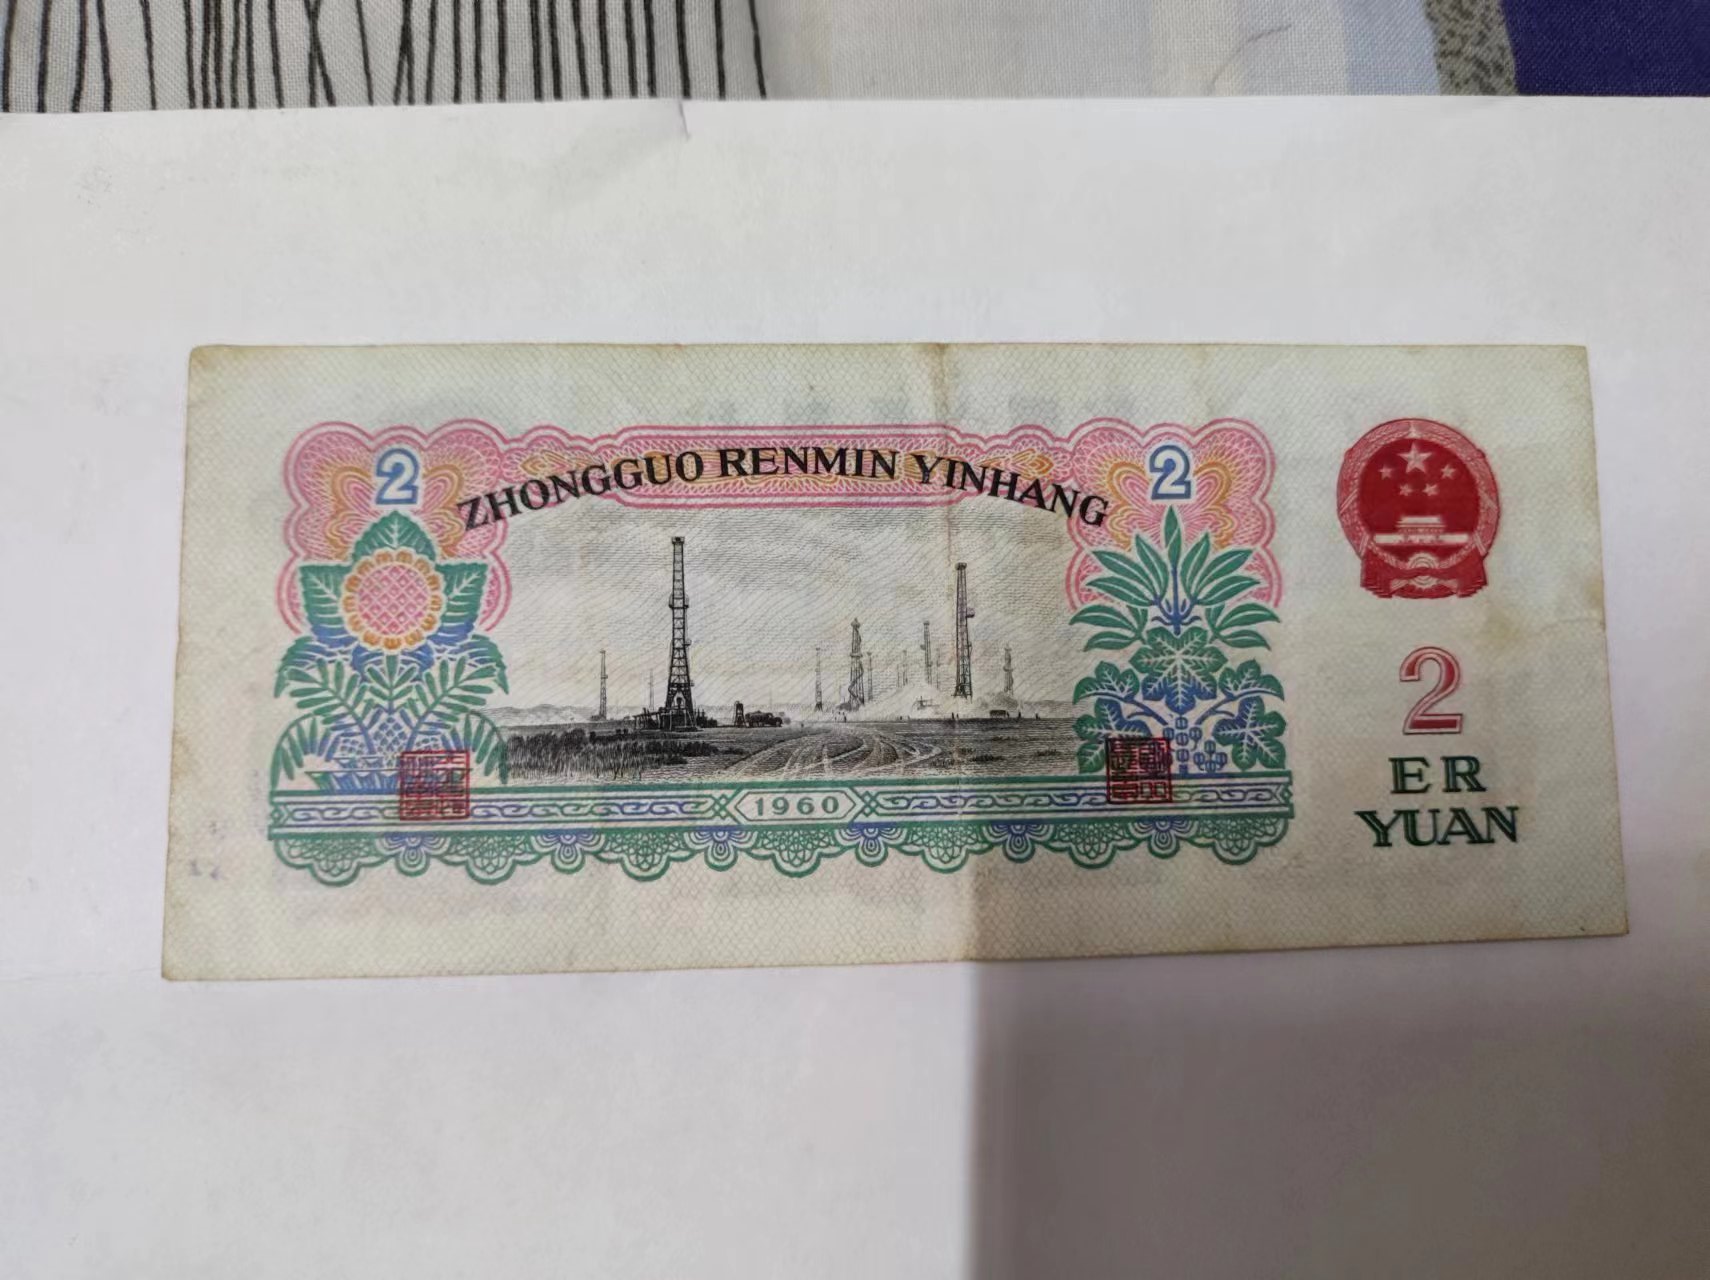 ZHONGGUO RENMIN YINHANG
2
2
2
ER
YUAN
1960